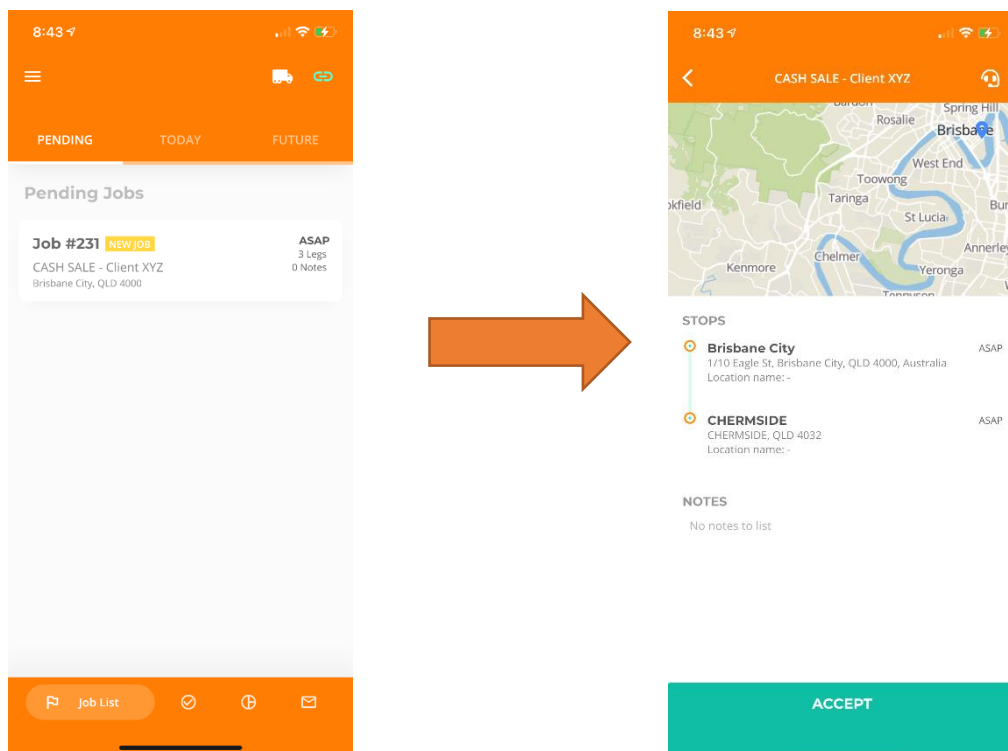 8:43
PENDING TODAY FUTURE
Pending Jobs
Job #231 NEW JOB ASAP
3 Legs
CASH SALE - Client XYZ 0 Notes
Brisbane City, QLD 4000
Job List
8:43
CASH SALE - Client XYZ
Spring Hill
Rosalie
Brisbane
West End
Toowong
Taringa
St Lucia
Annerley
Chelmer
Kenmore
Yeronga
STOPS
Brisbane City ASAP
1/10 Eagle St, Brisbane City, QLD 4000, Australia
Location name: -
CHERMSIDE ASAP
CHERMSIDE, QLD 4032
Location name: -
NOTES
No notes to list
ACCEPT